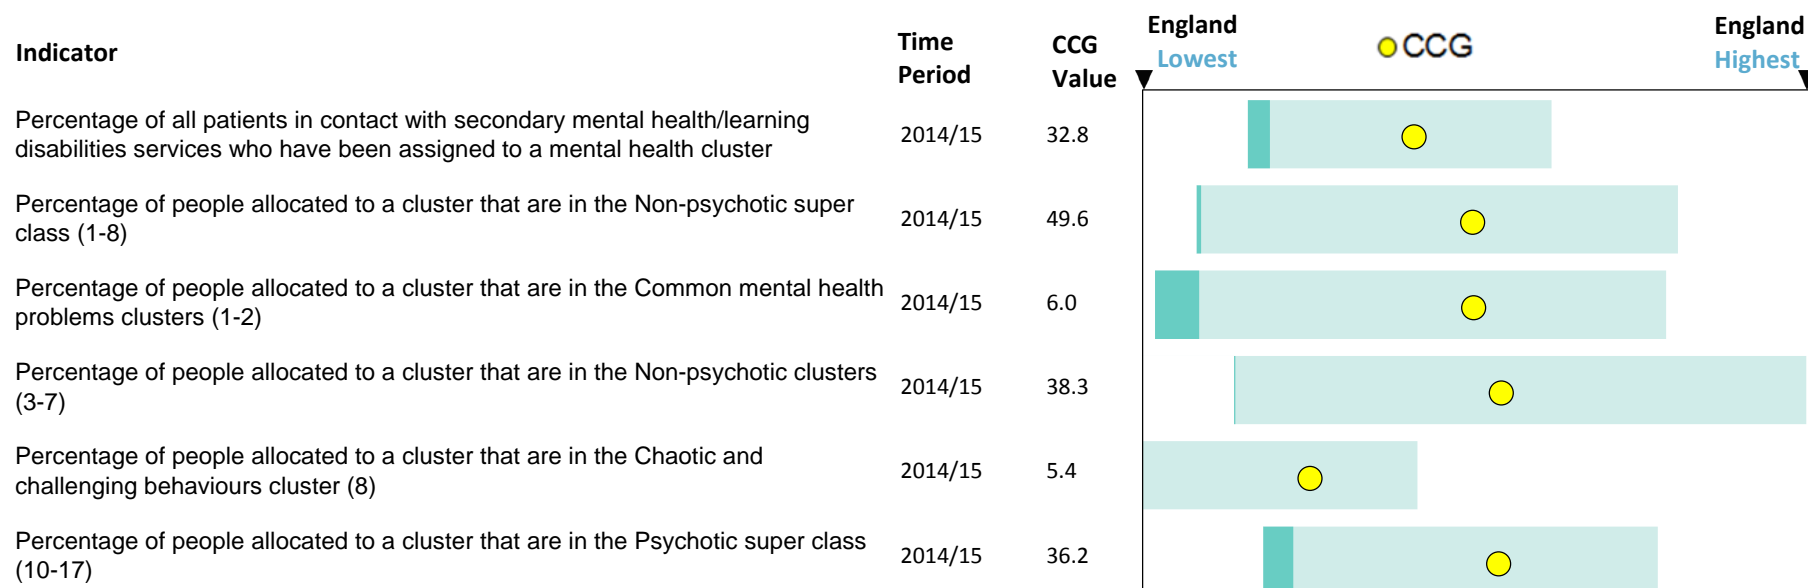 Indicator
Time
Period
CCG
Value
England
Lowest
CCG
England
Highest
Percentage of all patients in contact with secondary mental health/learning
disabilities services who have been assigned to a mental health cluster
2014/15
32.8
Percentage of people allocated to a cluster that are in the Non-psychotic super
class (1-8)
2014/15
49.6
Percentage of people allocated to a cluster that are in the Common mental health
problems clusters (1-2)
2014/15
6.0
Percentage of people allocated to a cluster that are in the Non-psychotic clusters
(3-7)
2014/15
38.3
Percentage of people allocated to a cluster that are in the Chaotic and
challenging behaviours cluster (8)
2014/15
5.4
Percentage of people allocated to a cluster that are in the Psychotic super class
(10-17)
2014/15
36.2